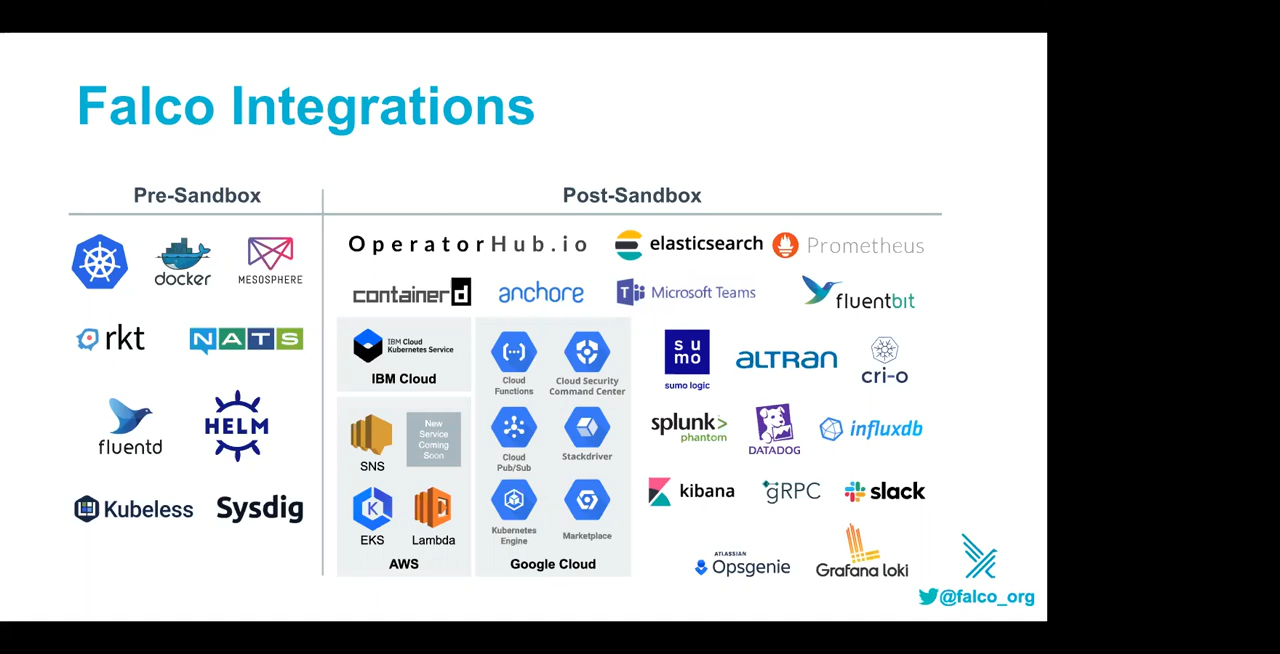 Falco Integrations
Pre-Sandbox
Post-Sandbox
docker
MESOSPHERE
rkt
NATS
fluentd
HELM
Kubeless
Sysdig
OperatorHub.io
elasticsearch
Prometheus
containerd
anchore
Microsoft Teams
fluentbit
IBM Cloud
Kubernetes Service
IBM Cloud
SNS
New
Service
Coming
Soon
EKS
Lambda
AWS
Cloud
Functions
Cloud Security
Command Center
Cloud
Pub/Sub
Stackdriver
Kubernetes
Engine
Marketplace
Google Cloud
su
mo
sumo logic
ALTRAN
cri-o
splunk>
phantom
DATADOG
influxdb
kibana
gRPC
slack
ATLASSIAN
Opsgenie
Grafana loki
@falco_org